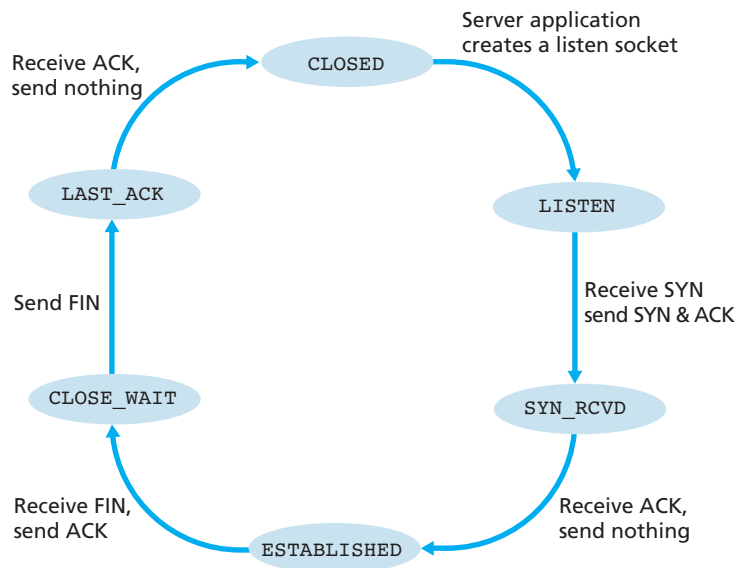 Server application
creates a listen socket
CLOSED
Receive ACK,
send nothing
LAST_ACK
LISTEN
Send FIN
Receive SYN
send SYN & ACK
CLOSE_WAIT
SYN_RCVD
Receive FIN,
send ACK
Receive ACK,
send nothing
ESTABLISHED